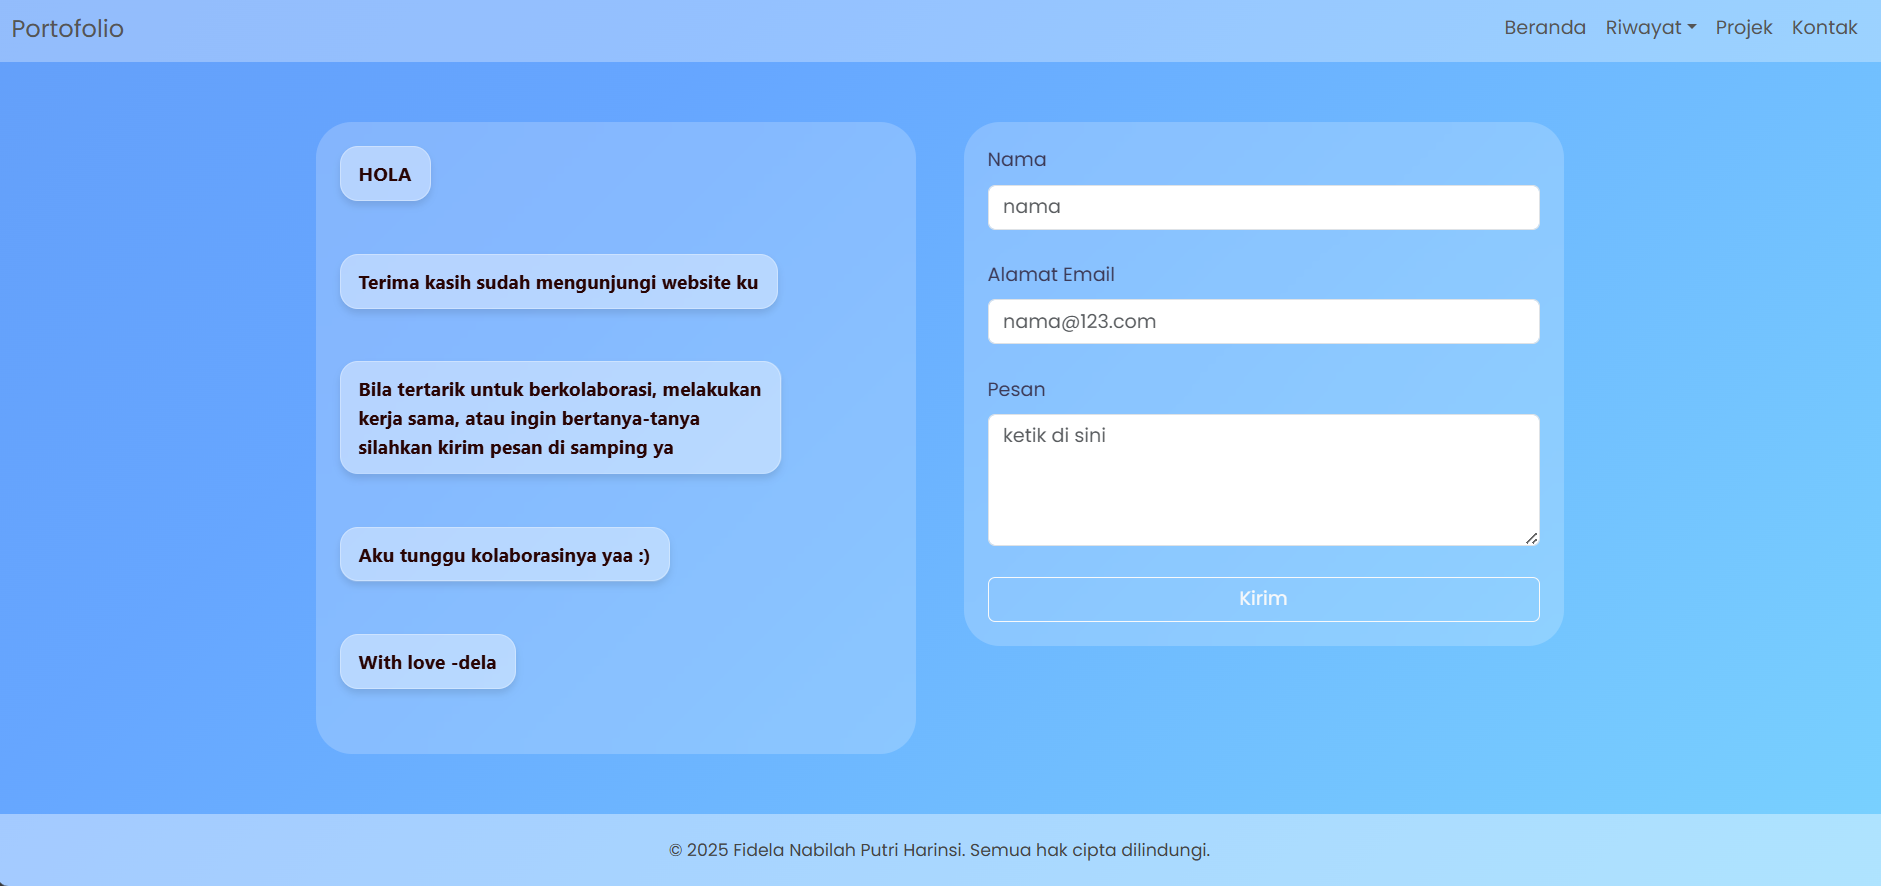 Portofolio
Beranda Riwayat Projek Kontak
HOLA
Terima kasih sudah mengunjungi website ku
Bila tertarik untuk berkolaborasi, melakukan
kerja sama, atau ingin bertanya-tanya
silahkan kirim pesan di samping ya
Aku tunggu kolaborasinya yaa :)
With love -dela
Nama
nama
Alamat Email
nama@123.com
Pesan
ketik di sini
Kirim
© 2025 Fidela Nabilah Putri Harinsi. Semua hak cipta dilindungi.